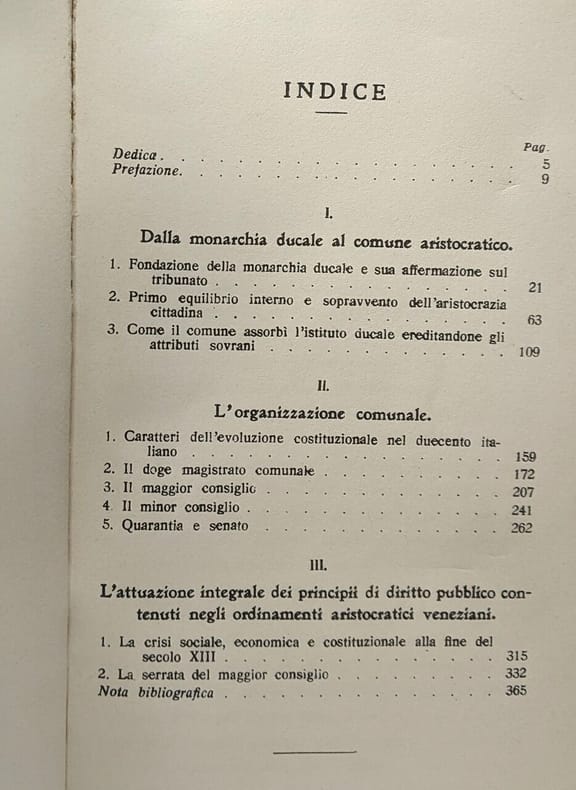 INDICE
Pag.
Dedica . . . . . . . . . . . . . . . . . 5
Prefazione. . . . . . . . . . . . . . . . 9
I.
Dalla monarchia ducale al comune aristocratico.
1. Fondazione della monarchia ducale e sua affermazione sul
tribunato . . . . . . . . . . . . . . . 21
2. Primo equilibrio interno e sopravvento dell'aristocrazia
cittadina . . . . . . . . . . . . . . . 63
3. Come il comune assorbì l'istituto ducale ereditandone gli
attributi sovrani . . . . . . . . . . . . 109
II.
L'organizzazione comunale.
1. Caratteri dell'evoluzione costituzionale nel duecento ita-
liano . . . . . . . . . . . . . . . . 159
2. Il doge magistrato comunale . . . . . . . . . 172
3. Il maggior consiglio . . . . . . . . . . . . 207
4 Il minor consiglio . . . . . . . . . . . . . 241
5. Quarantia e senato . . . . . . . . . . . . 262
III.
L'attuazione integrale dei principii di diritto pubblico con-
tenuti negli ordinamenti aristocratici veneziani.
1. La crisi sociale, economica e costituzionale alla fine del
secolo XIII . . . . . . . . . . . . . . 315
2. La serrata del maggior consiglio . . . . . . . . 332
Nota bibliografica . . . . . . . . . . . . . . 365